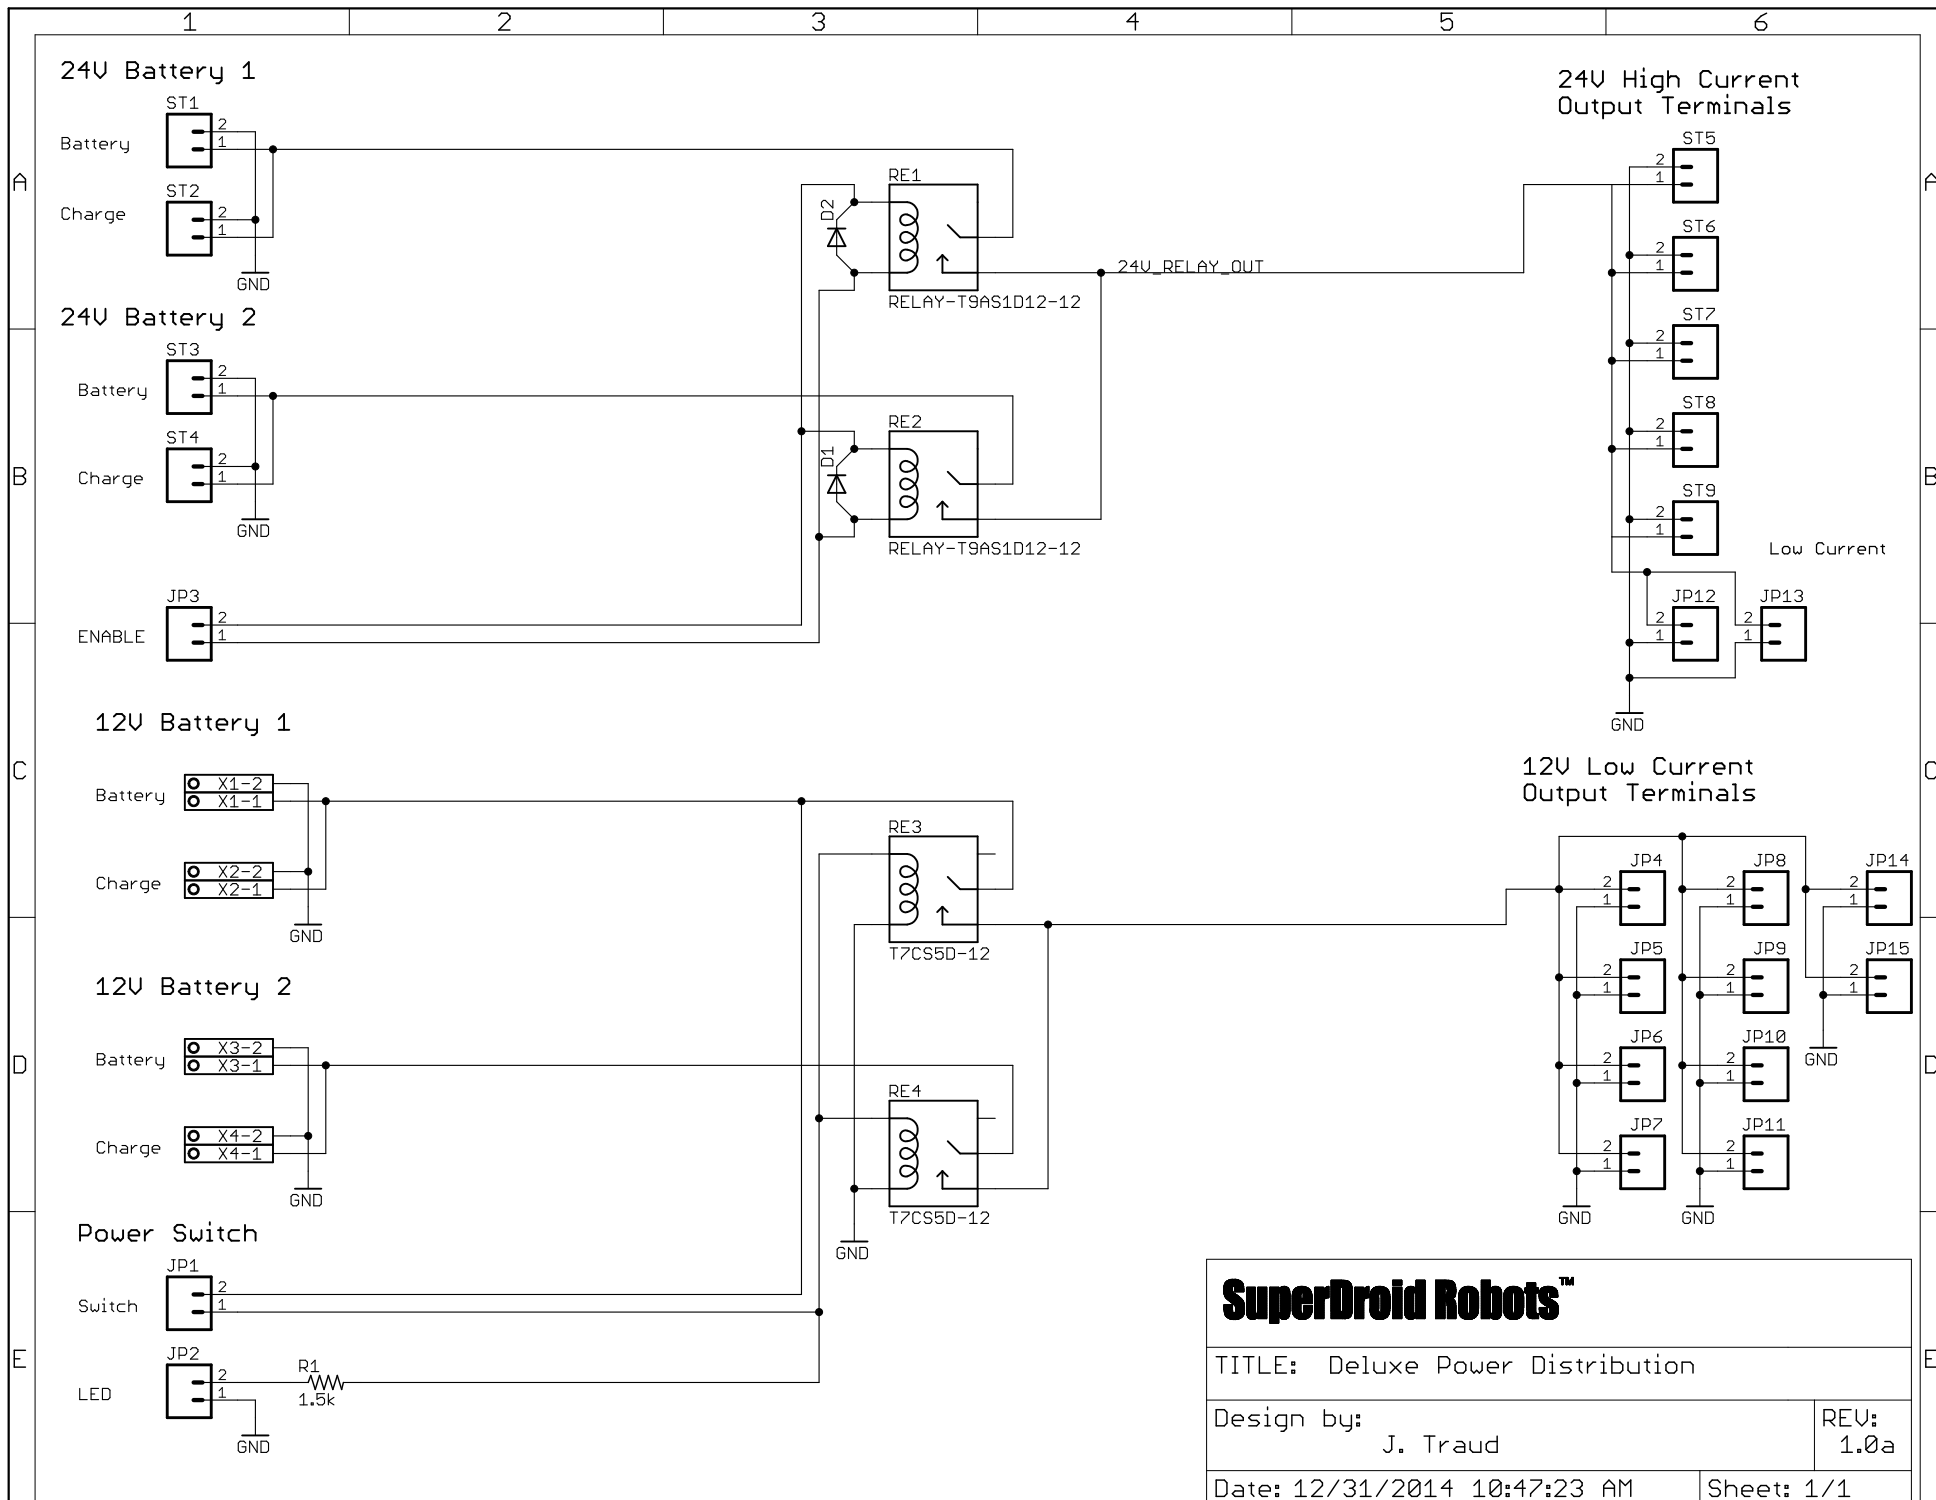 1 2 3 4 5 6
A
B
C
D
E
A
B
C
D
E
24V Battery 1
ST1
Battery
2
1
ST2
Charge
2
1
GND
24V Battery 2
ST3
Battery
2
1
ST4
Charge
2
1
GND
JP3
ENABLE
2
1
12V Battery 1
Battery
X1-2
X1-1
Charge
X2-2
X2-1
GND
12V Battery 2
Battery
X3-2
X3-1
Charge
X4-2
X4-1
GND
Power Switch
JP1
Switch
2
1
JP2
LED
2
1
GND
R1
1.5k
RE1
D2
RELAY-T9AS1D12-12
24V_RELAY_OUT
RE2
D1
RELAY-T9AS1D12-12
RE3
T7CS5D-12
RE4
T7CS5D-12
GND
24V High Current
Output Terminals
ST5
2
1
ST6
2
1
ST7
2
1
ST8
2
1
ST9
2
1
Low Current
JP12
2
1
JP13
2
1
GND
12V Low Current
Output Terminals
JP4
2
1
JP5
2
1
JP6
2
1
JP7
2
1
GND
JP8
2
1
JP9
2
1
JP10
2
1
JP11
2
1
GND
JP14
2
1
JP15
2
1
GND
SuperDroid Robots™
TITLE: Deluxe Power Distribution
Design by:
J. Traud
REV:
1.0a
Date: 12/31/2014 10:47:23 AM
Sheet: 1/1